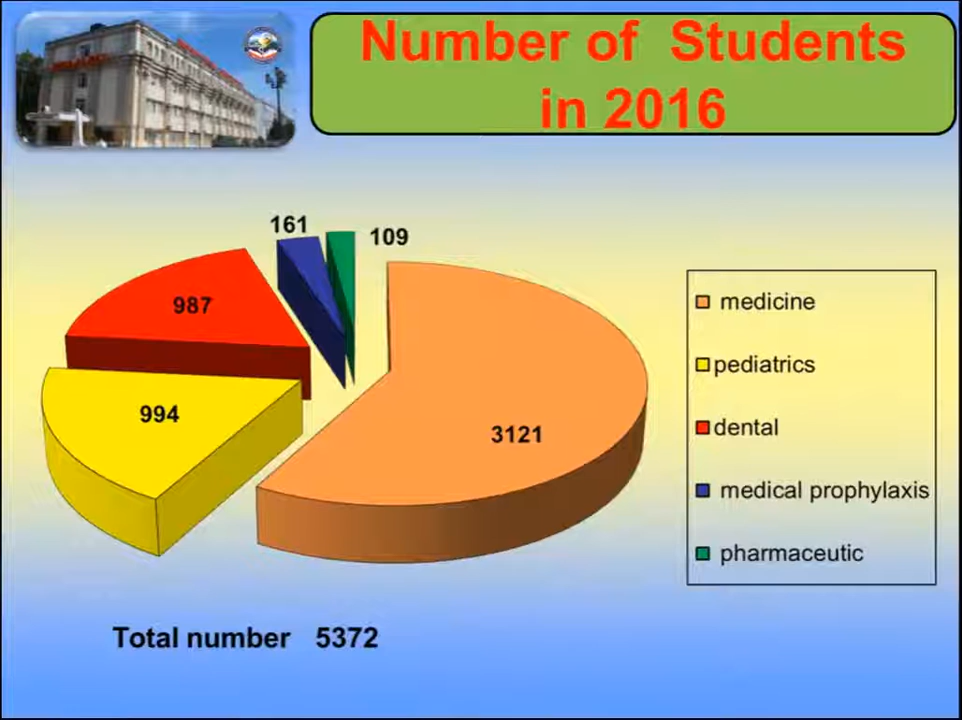 Number of Students
in 2016
161
109
987
994
3121
medicine
pediatrics
dental
medical prophylaxis
pharmaceutic
Total number 5372